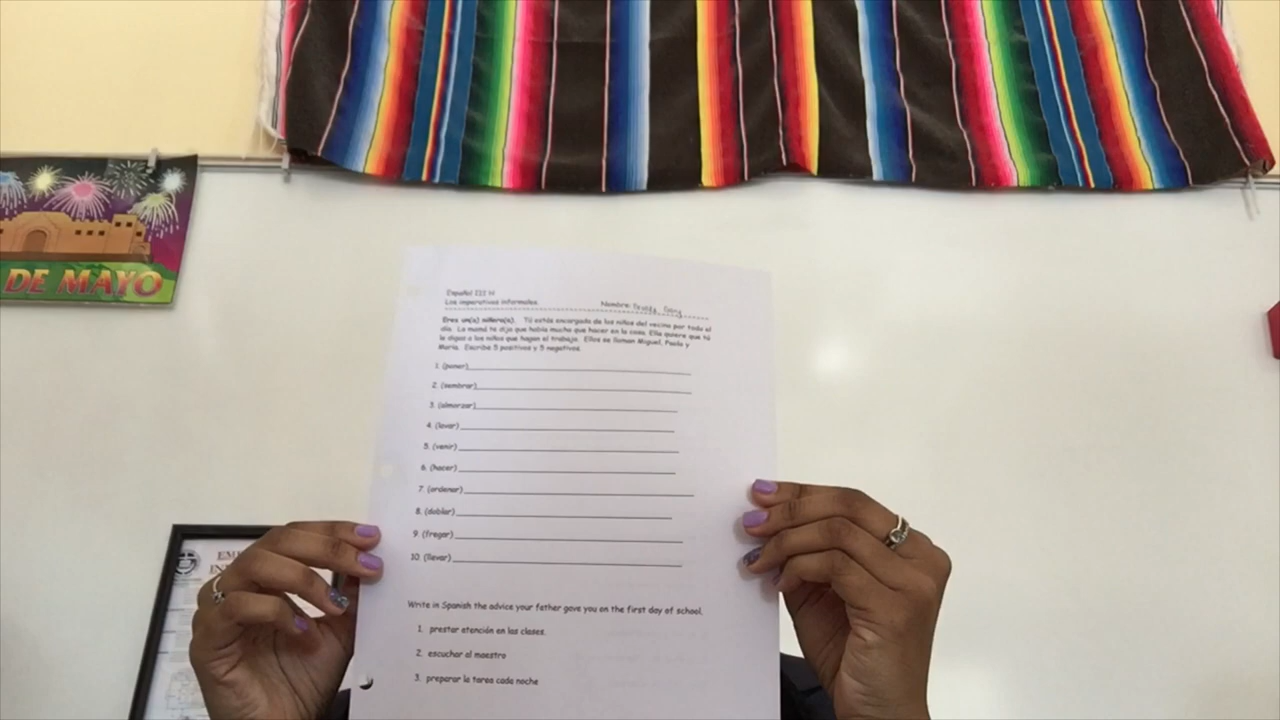 DE MAYO
EM
IN
Español III H
Los imperativos informales. Nombre:
Eres un(a) niñero(a). Tú estás encargado de los niños del vecino por todo el
día. La mamá te dijo que había mucho que hacer en la casa. Ella quiere que tú
le digas a los niños que hagan el trabajo. Ellos se llaman Miguel, Paola y
María. Escribe 5 positivos y 5 negativos.
1. (poner)
2. (sembrar)
3. (almorzar)
4. (lavar)
5. (venir)
6. (hacer)
7. (ordenar)
8. (doblar)
9. (fregar)
10. (llevar)
Write in Spanish the advice your father gave you on the first day of school.
1. prestar atención en las clases.
2. escuchar al maestro
3. preparar la tarea cada noche